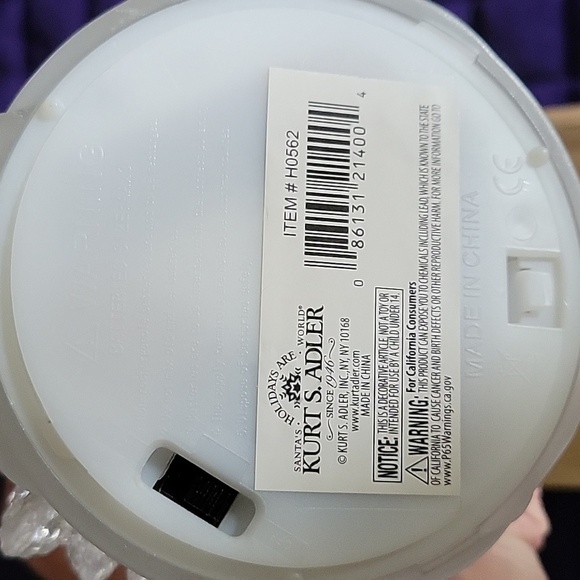 ITEM # H0562
0 86131 21400 4
HOLIDAYS ARE
SANTA'S WORLD®
KURT S. ADLER
SINCE 1946
© KURT S. ADLER, INC., NY, NY 10168
www.kurtadler.com
MADE IN CHINA
NOTICE: THIS IS A DECORATIVE ARTICLE, NOT A TOY OR
INTENDED FOR USE BY A CHILD UNDER 14.
WARNING: For California Consumers
THIS PRODUCT CAN EXPOSE YOU TO CHEMICALS INCLUDING LEAD, WHICH IS KNOWN TO THE STATE
OF CALIFORNIA TO CAUSE CANCER AND BIRTH DEFECTS OR OTHER REPRODUCTIVE HARM. FOR MORE INFORMATION GO TO
www.P65Warnings.ca.gov
MADE IN CHINA
CE